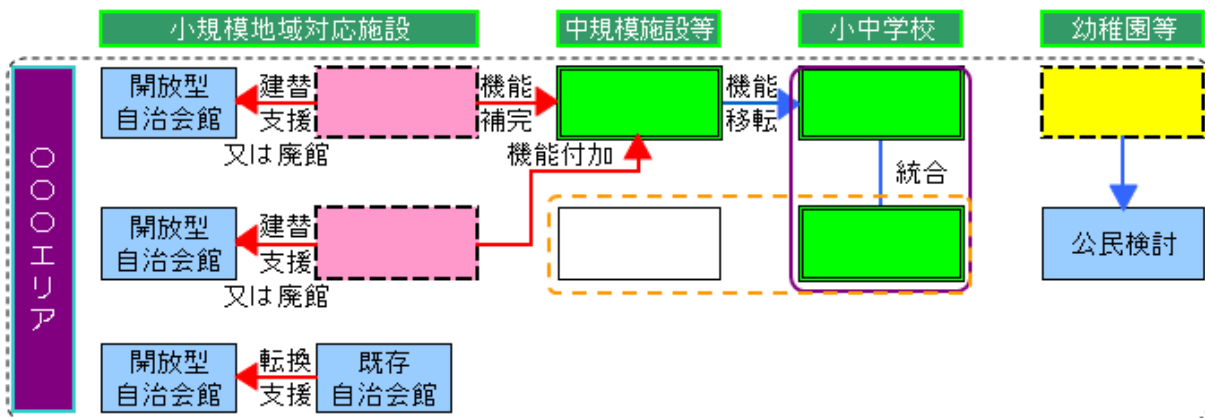 小規模地域対応施設
中規模施設等
小中学校
幼稚園等
〇〇〇エリア
開放型
自治会館
建替
支援
又は廃館
機能
補完
機能付加
機能
移転
統合
開放型
自治会館
建替
支援
又は廃館
公民検討
開放型
自治会館
転換
支援
既存
自治会館